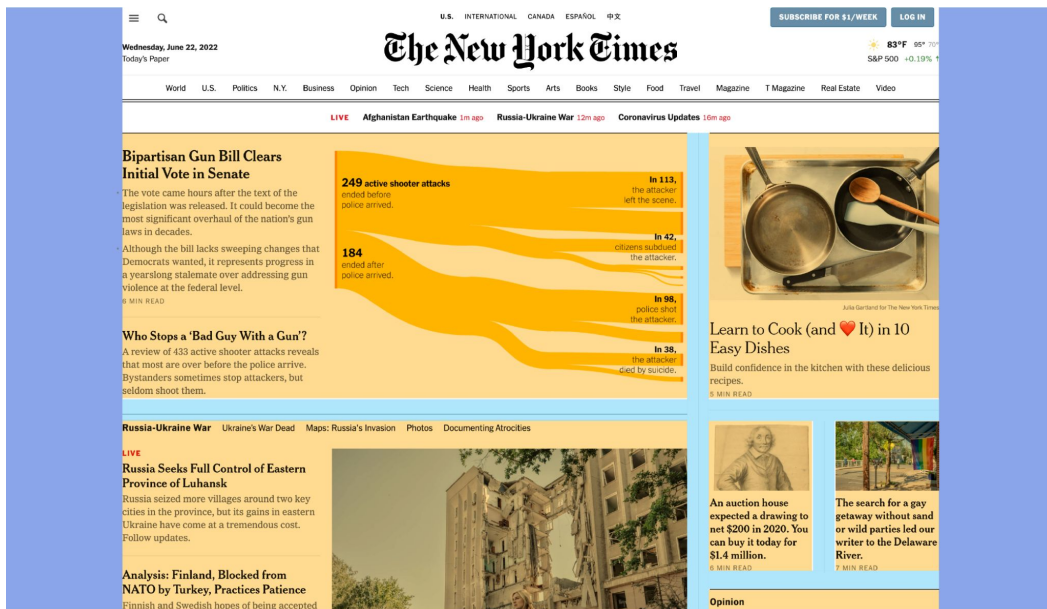 U.S. INTERNATIONAL CANADA ESPAÑOL 中文
SUBSCRIBE FOR $1/WEEK LOG IN
Wednesday, June 22, 2022
Today's Paper
The New York Times
83°F 95° 70°
S&P 500 +0.19% ↑
World U.S. Politics N.Y. Business Opinion Tech Science Health Sports Arts Books Style Food Travel Magazine T Magazine Real Estate Video
LIVE Afghanistan Earthquake 1m ago Russia-Ukraine War 12m ago Coronavirus Updates 16m ago
Bipartisan Gun Bill Clears
Initial Vote in Senate
The vote came hours after the text of the
legislation was released. It could become the
most significant overhaul of the nation's gun
laws in decades.
Although the bill lacks sweeping changes that
Democrats wanted, it represents progress in
a yearslong stalemate over addressing gun
violence at the federal level.
6 MIN READ
Who Stops a ‘Bad Guy With a Gun’?
A review of 433 active shooter attacks reveals
that most are over before the police arrive.
Bystanders sometimes stop attackers, but
seldom shoot them.
249 active shooter attacks
ended before
police arrived.
184
ended after
police arrived.
In 113,
the attacker
left the scene.
In 42,
citizens subdued
the attacker.
In 98,
police shot
the attacker.
In 38,
the attacker
died by suicide.
Julia Gartland for The New York Times
Learn to Cook (and ❤️ It) in 10
Easy Dishes
Build confidence in the kitchen with these delicious
recipes.
5 MIN READ
Russia-Ukraine War Ukraine's War Dead Maps: Russia's Invasion Photos Documenting Atrocities
LIVE
Russia Seeks Full Control of Eastern
Province of Luhansk
Russia seized more villages around two key
cities in the province, but its gains in eastern
Ukraine have come at a tremendous cost.
Follow updates.
Analysis: Finland, Blocked from
NATO by Turkey, Practices Patience
Finnish and Swedish hopes of being accepted
An auction house
expected a drawing to
net $200 in 2020. You
can buy it today for
$1.4 million.
6 MIN READ
The search for a gay
getaway without sand
or wild parties led our
writer to the Delaware
River.
7 MIN READ
Opinion